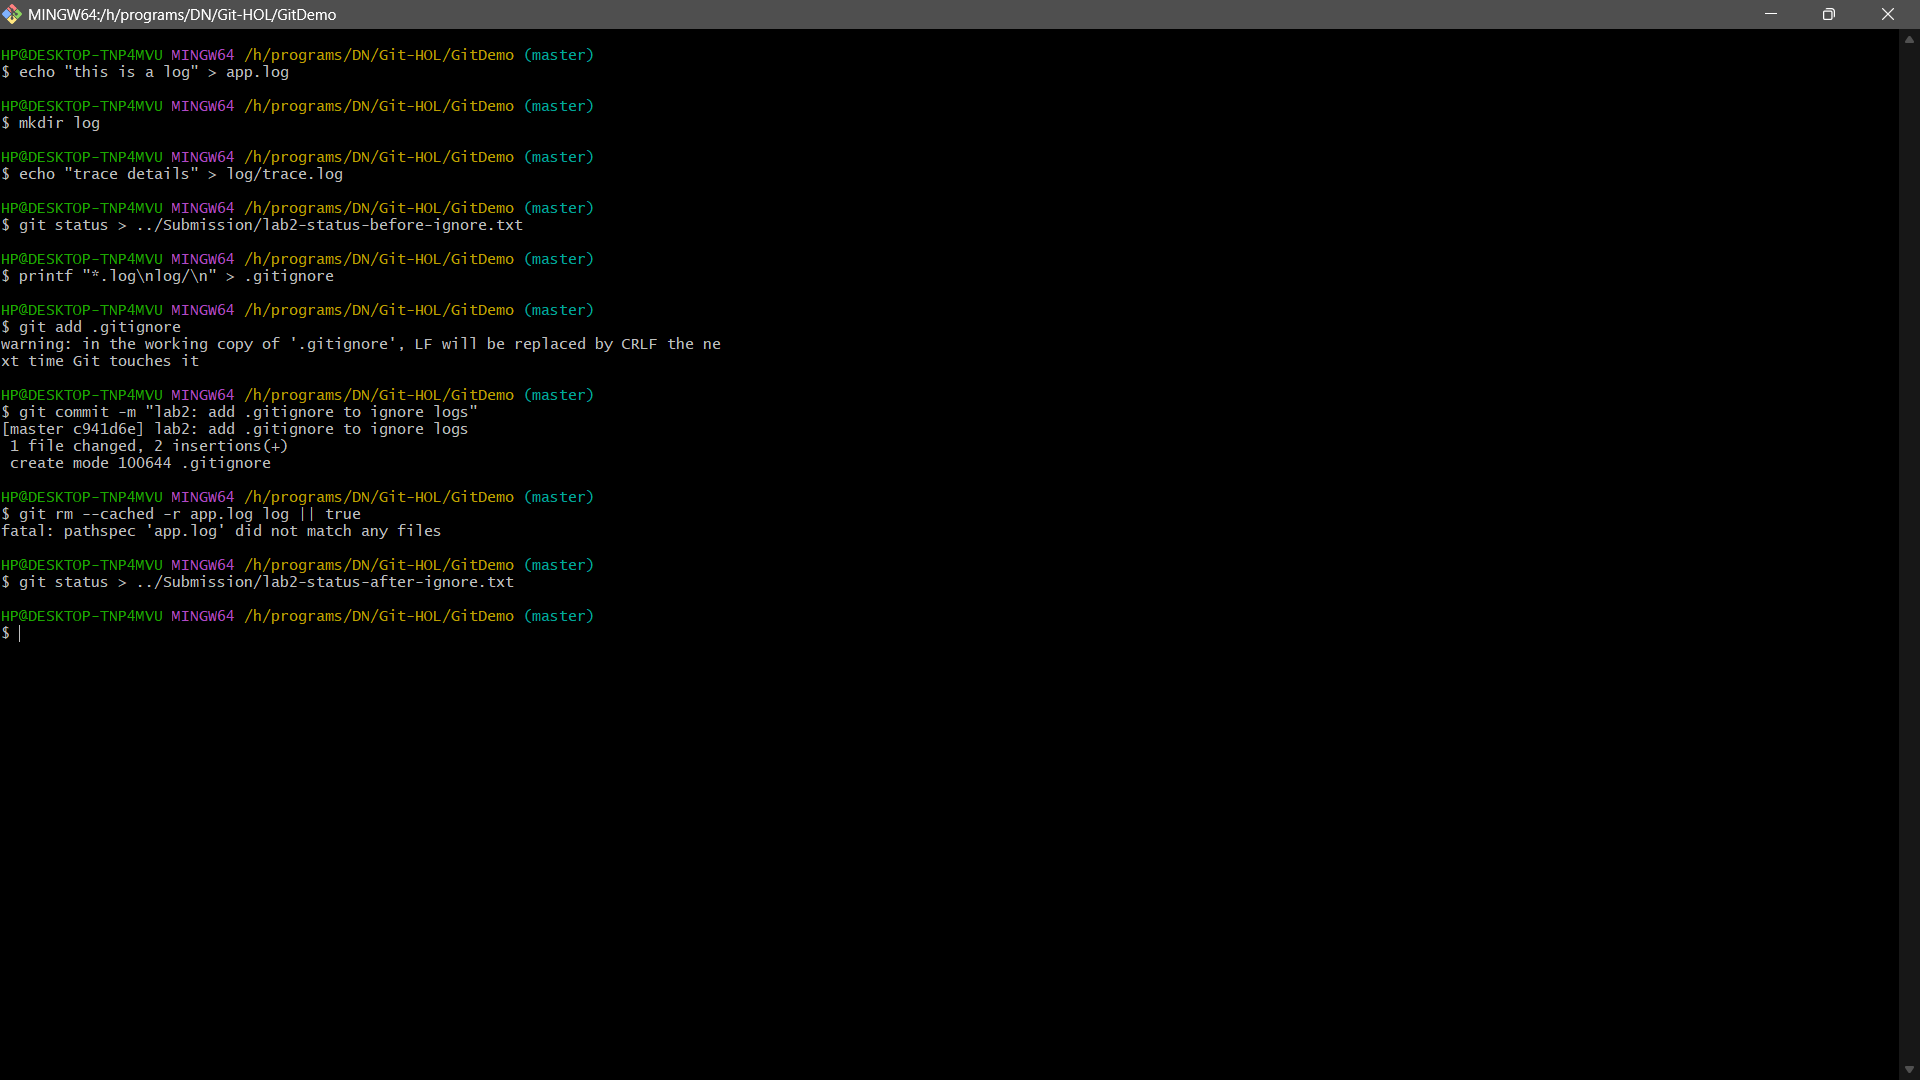 MINGW64:/h/programs/DN/Git-HOL/GitDemo
HP@DESKTOP-TNP4MVU MINGW64 /h/programs/DN/Git-HOL/GitDemo (master)
$ echo "this is a log" > app.log
HP@DESKTOP-TNP4MVU MINGW64 /h/programs/DN/Git-HOL/GitDemo (master)
$ mkdir log
HP@DESKTOP-TNP4MVU MINGW64 /h/programs/DN/Git-HOL/GitDemo (master)
$ echo "trace details" > log/trace.log
HP@DESKTOP-TNP4MVU MINGW64 /h/programs/DN/Git-HOL/GitDemo (master)
$ git status > ../Submission/lab2-status-before-ignore.txt
HP@DESKTOP-TNP4MVU MINGW64 /h/programs/DN/Git-HOL/GitDemo (master)
$ printf "*.log\nlog/\n" > .gitignore
HP@DESKTOP-TNP4MVU MINGW64 /h/programs/DN/Git-HOL/GitDemo (master)
$ git add .gitignore
warning: in the working copy of '.gitignore', LF will be replaced by CRLF the ne
xt time Git touches it
HP@DESKTOP-TNP4MVU MINGW64 /h/programs/DN/Git-HOL/GitDemo (master)
$ git commit -m "lab2: add .gitignore to ignore logs"
[master c941d6e] lab2: add .gitignore to ignore logs
 1 file changed, 2 insertions(+)
 create mode 100644 .gitignore
HP@DESKTOP-TNP4MVU MINGW64 /h/programs/DN/Git-HOL/GitDemo (master)
$ git rm --cached -r app.log log || true
fatal: pathspec 'app.log' did not match any files
HP@DESKTOP-TNP4MVU MINGW64 /h/programs/DN/Git-HOL/GitDemo (master)
$ git status > ../Submission/lab2-status-after-ignore.txt
HP@DESKTOP-TNP4MVU MINGW64 /h/programs/DN/Git-HOL/GitDemo (master)
$